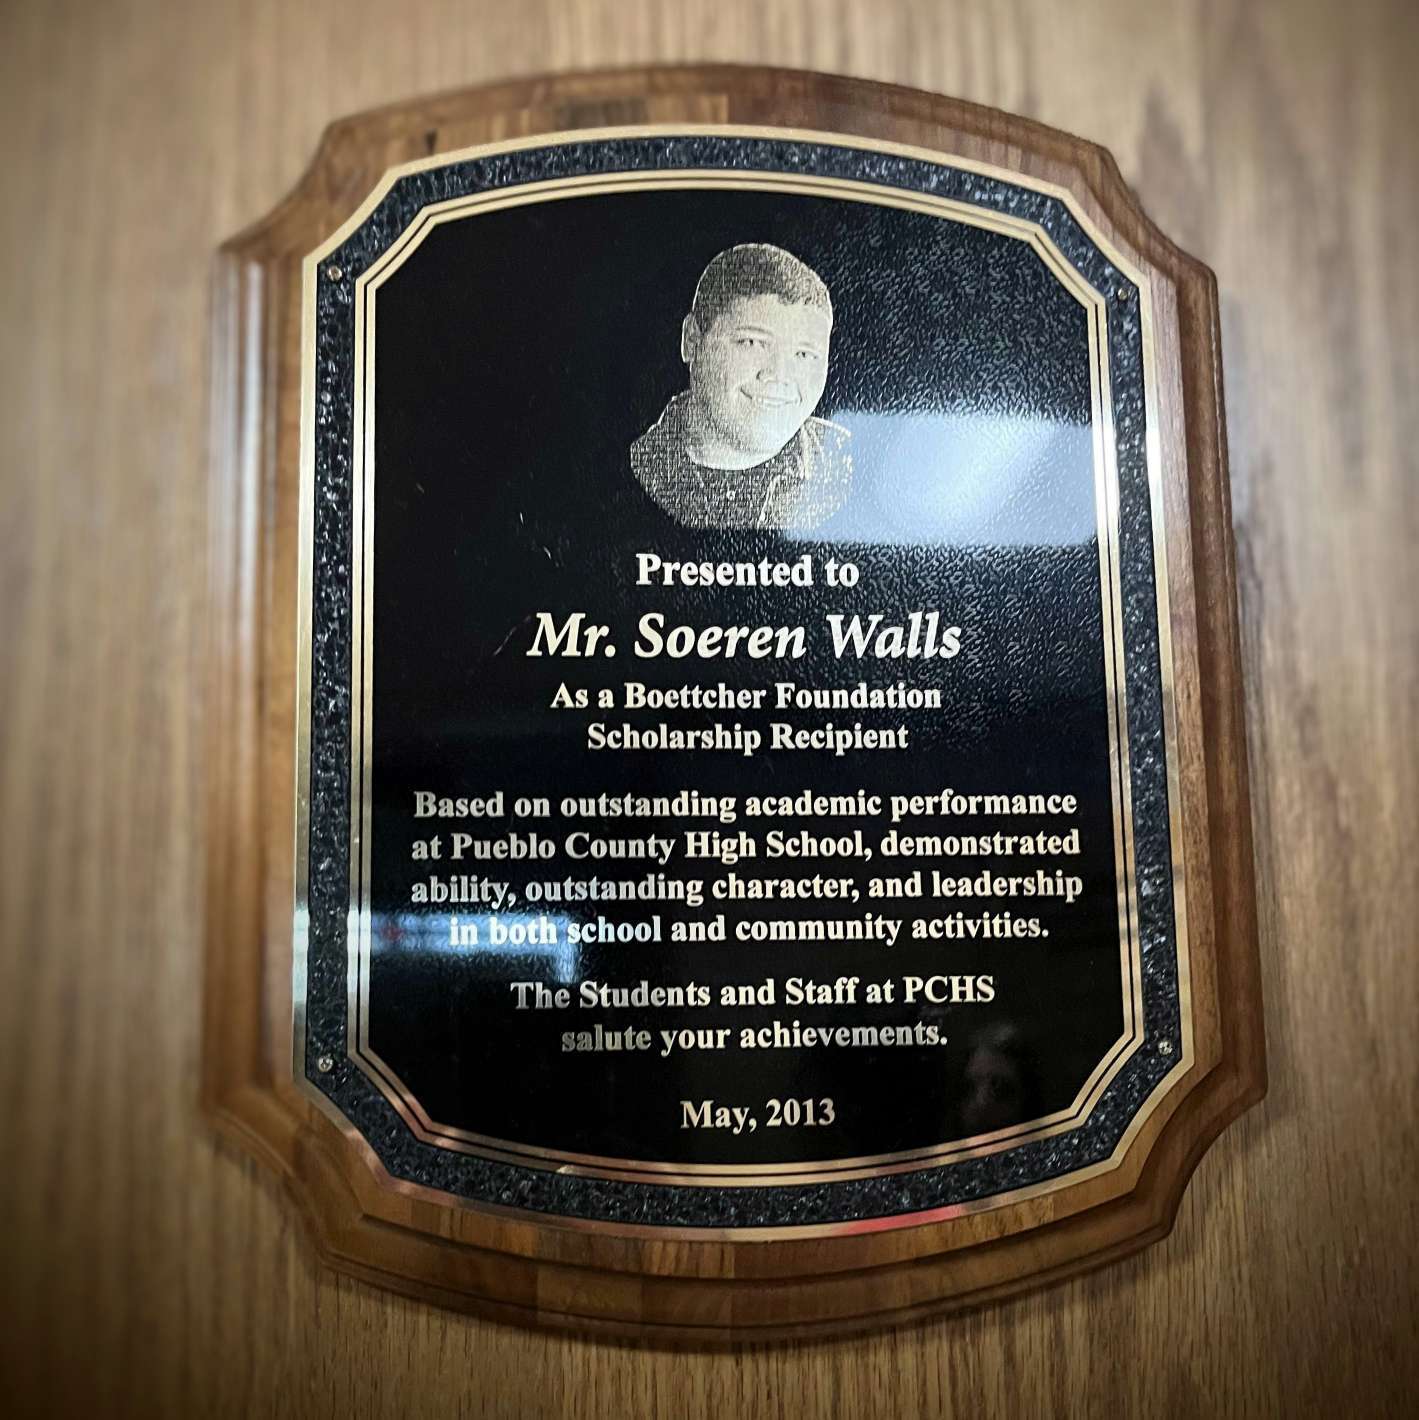 Presented to
Mr. Soeren Walls
As a Boettcher Foundation
Scholarship Recipient
Based on outstanding academic performance
at Pueblo County High School, demonstrated
ability, outstanding character, and leadership
in both school and community activities.
The Students and Staff at PCHS
salute your achievements.
May, 2013